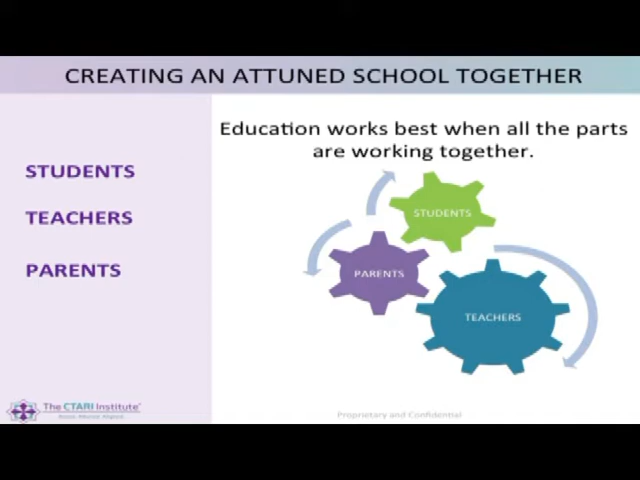 CREATING AN ATTUNED SCHOOL TOGETHER
Education works best when all the parts
are working together.
STUDENTS
TEACHERS
PARENTS
STUDENTS
PARENTS
TEACHERS
The CTARI Institute
Proprietary and Confidential